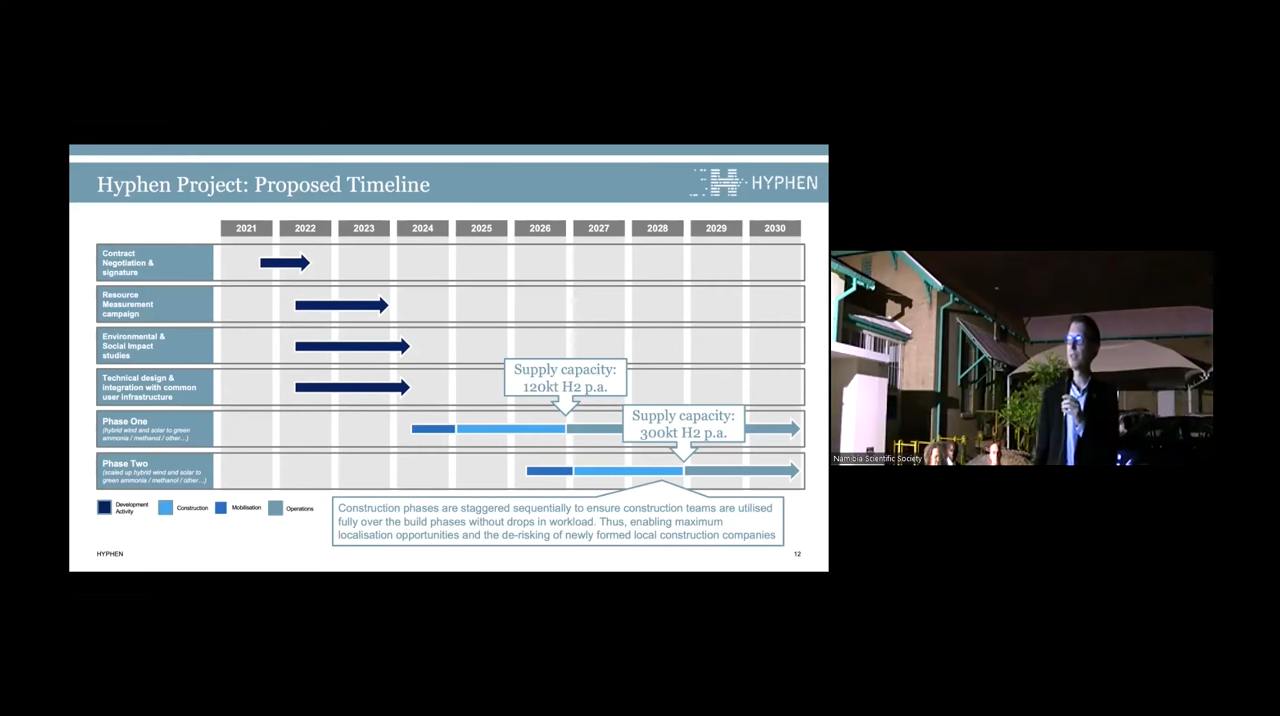 Hyphen Project: Proposed Timeline
HYPHEN
2021 2022 2023 2024 2025 2026 2027 2028 2029 2030
Contract
Negotiation &
signature
Resource
Measurement
campaign
Environmental &
Social Impact
studies
Technical design &
integration with common
user infrastructure
Supply capacity:
120kt H2 p.a.
Phase One
(hybrid wind and solar to green
ammonia / methanol / other…)
Supply capacity:
300kt H2 p.a.
Phase Two
(scaled up hybrid wind and solar to
green ammonia / methanol / other…)
Development
Activity
Construction
Mobilisation
Operations
Construction phases are staggered sequentially to ensure construction teams are utilised
fully over the build phases without drops in workload. Thus, enabling maximum
localisation opportunities and the de-risking of newly formed local construction companies
HYPHEN
12
Namibia Scientific Society